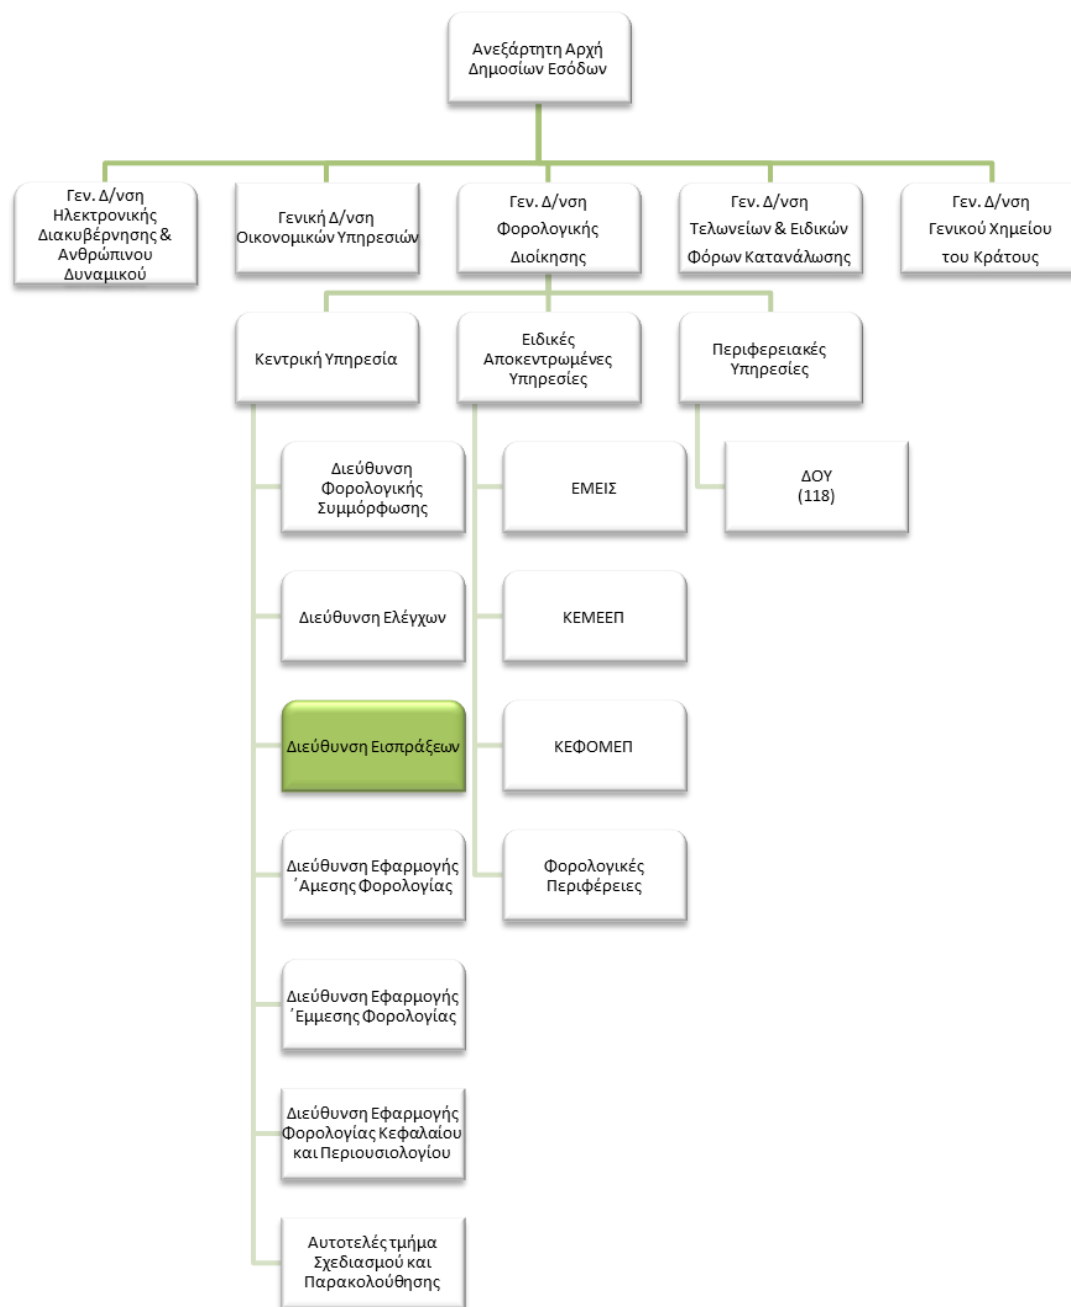 Ανεξάρτητη Αρχή
Δημοσίων Εσόδων
Γεν. Δ/νση
Ηλεκτρονικής
Διακυβέρνησης &
Ανθρώπινου
Δυναμικού
Γενική Δ/νση
Οικονομικών Υπηρεσιών
Γεν. Δ/νση
Φορολογικής
Διοίκησης
Γεν. Δ/νση
Τελωνείων & Ειδικών
Φόρων Κατανάλωσης
Γεν. Δ/νση
Γενικού Χημείου
του Κράτους
Κεντρική Υπηρεσία
Ειδικές
Αποκεντρωμένες
Υπηρεσίες
Περιφερειακές
Υπηρεσίες
Διεύθυνση
Φορολογικής
Συμμόρφωσης
ΕΜΕΙΣ
ΔΟΥ
(118)
Διεύθυνση Ελέγχων
ΚΕΜΕΕΠ
Διεύθυνση Εισπράξεων
ΚΕΦΟΜΕΠ
Διεύθυνση Εφαρμογής
΄Αμεσης Φορολογίας
Φορολογικές
Περιφέρειες
Διεύθυνση Εφαρμογής
΄Εμμεσης Φορολογίας
Διεύθυνση Εφαρμογής
Φορολογίας Κεφαλαίου
και Περιουσιολογίου
Αυτοτελές τμήμα
Σχεδιασμού και
Παρακολούθησης